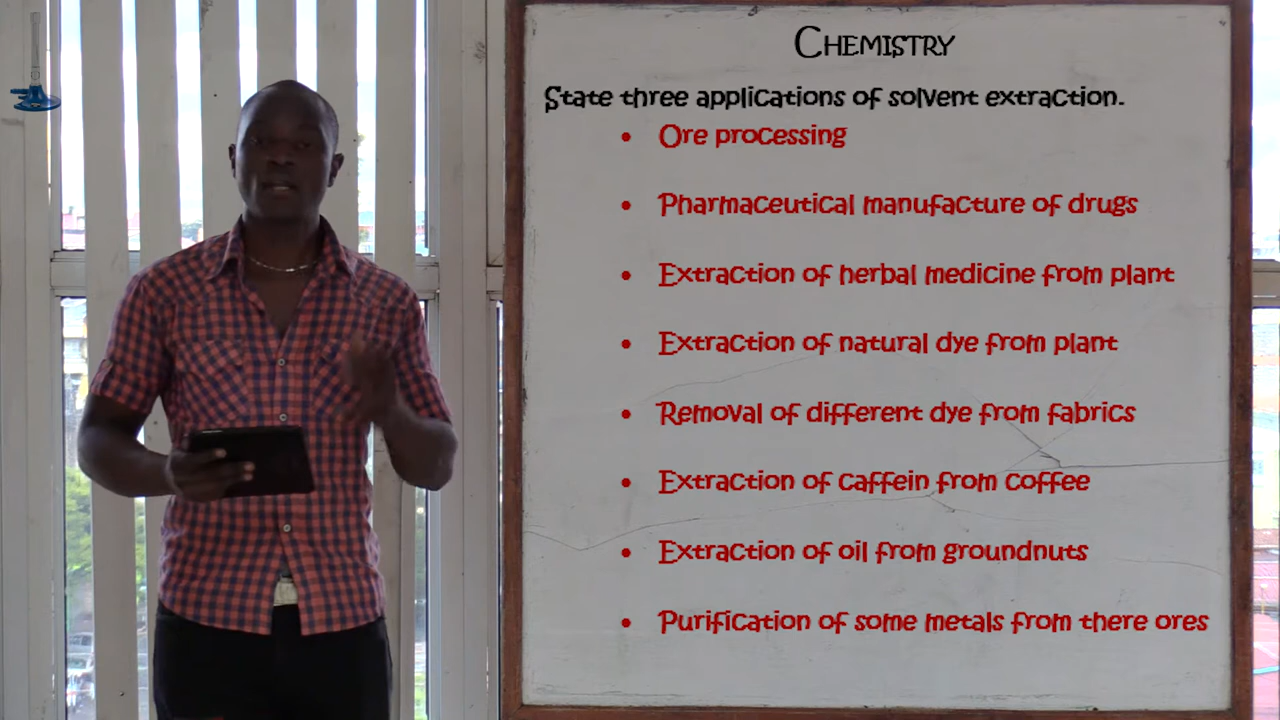 CHEMISTRY
State three applications of solvent extraction.
• Ore processing
• Pharmaceutical manufacture of drugs
• Extraction of herbal medicine from plant
• Extraction of natural dye from plant
• Removal of different dye from fabrics
• Extraction of caffein from coffee
• Extraction of oil from groundnuts
• Purification of some metals from there ores